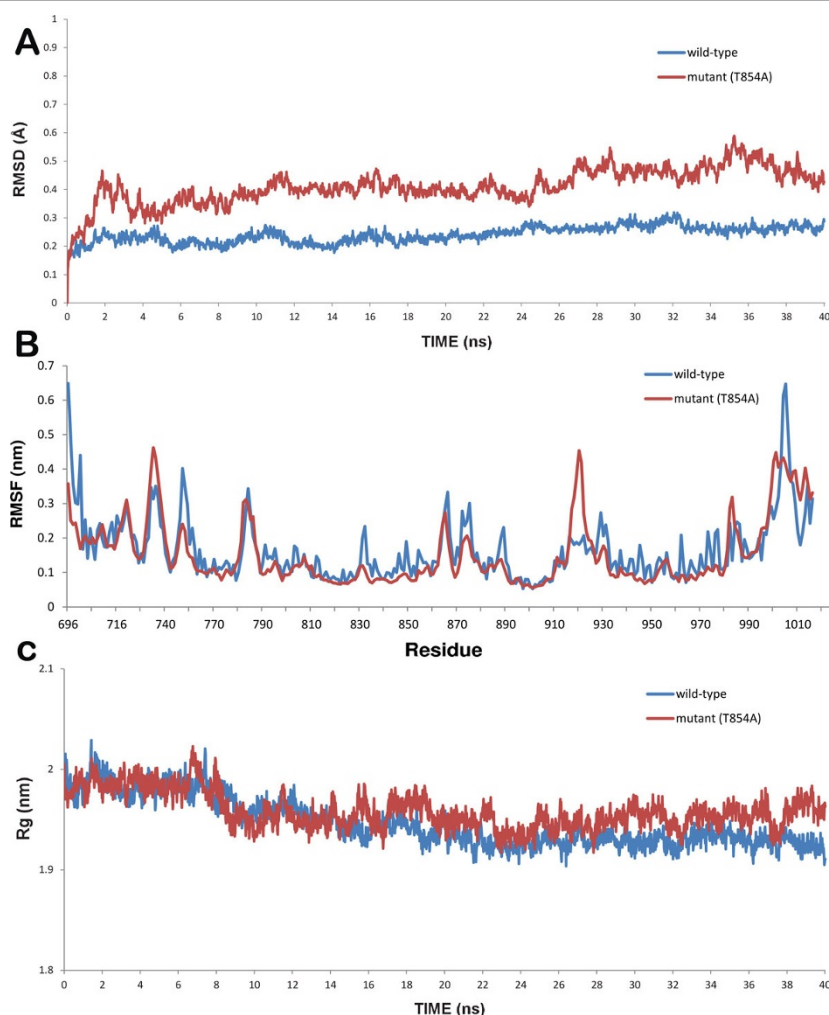 A
1
0.9
0.8
0.7
0.6
0.5
0.4
0.3
0.2
0.1
0
RMSD (Å)
wild-type
mutant (T854A)
0 2 4 6 8 10 12 14 16 18 20 22 24 26 28 30 32 34 36 38 40
TIME (ns)
B
0.7
0.6
0.5
0.4
0.3
0.2
0.1
0
RMSF (nm)
wild-type
mutant (T854A)
696 716 740 770 790 810 830 850 870 890 910 930 950 970 990 1010
Residue
C
2.1
2
1.9
1.8
Rg (nm)
wild-type
mutant (T854A)
0 2 4 6 8 10 12 14 16 18 20 22 24 26 28 30 32 34 36 38 40
TIME (ns)